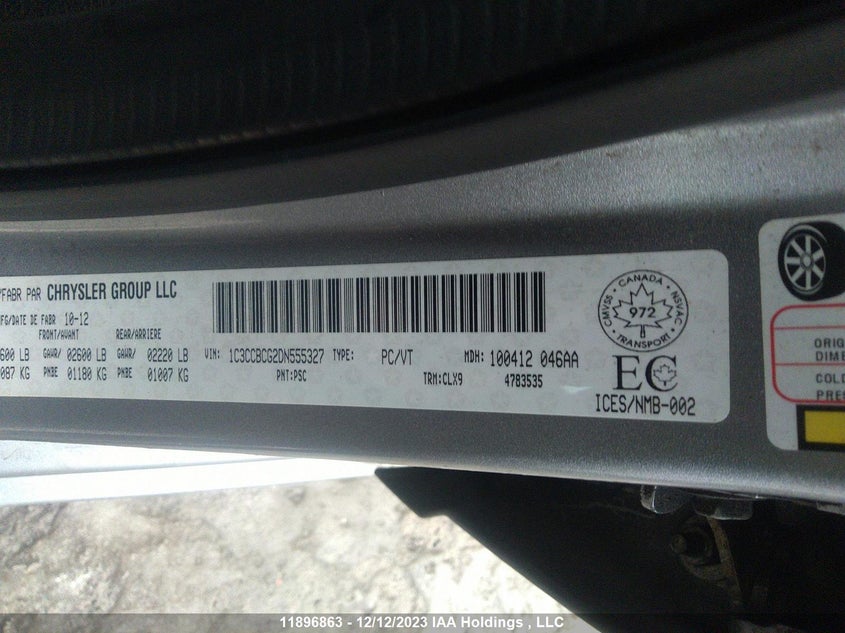 /FABR PAR CHRYSLER GROUP LLC
MFG/DATE DE FABR 10-12
FRONT/AVANT REAR/ARRIERE
600 LB GAWR/ 02600 LB GAWR/ 02220 LB
087 KG PNBE 01180 KG PNBE 01007 KG
VIN: 1C3CCBCG2DN555327 TYPE: PC/VT MDH: 100412 046AA
PNT:PSC TRM:CLX9 4783535
CMVSS • CANADA • NSVAC • TRANSPORT •
972
EC
ICES/NMB-002
ORIG
DIME
COLD
PRES
11896863 - 12/12/2023 IAA Holdings , LLC